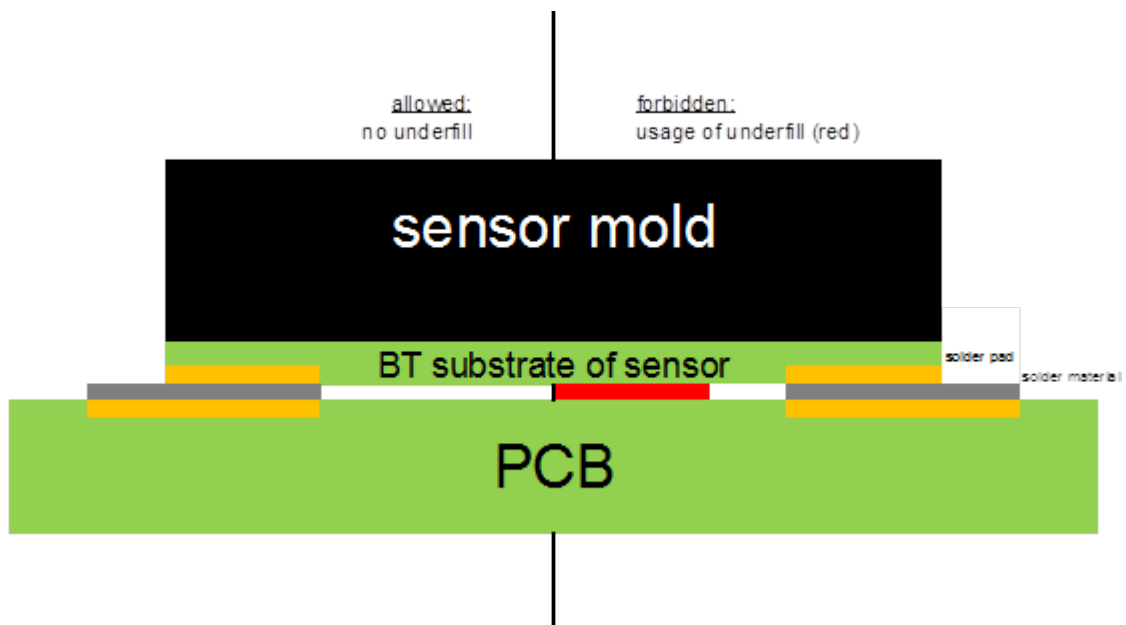 allowed:
no underfill
forbidden:
usage of underfill (red)
sensor mold
BT substrate of sensor
solder pad
solder material
PCB